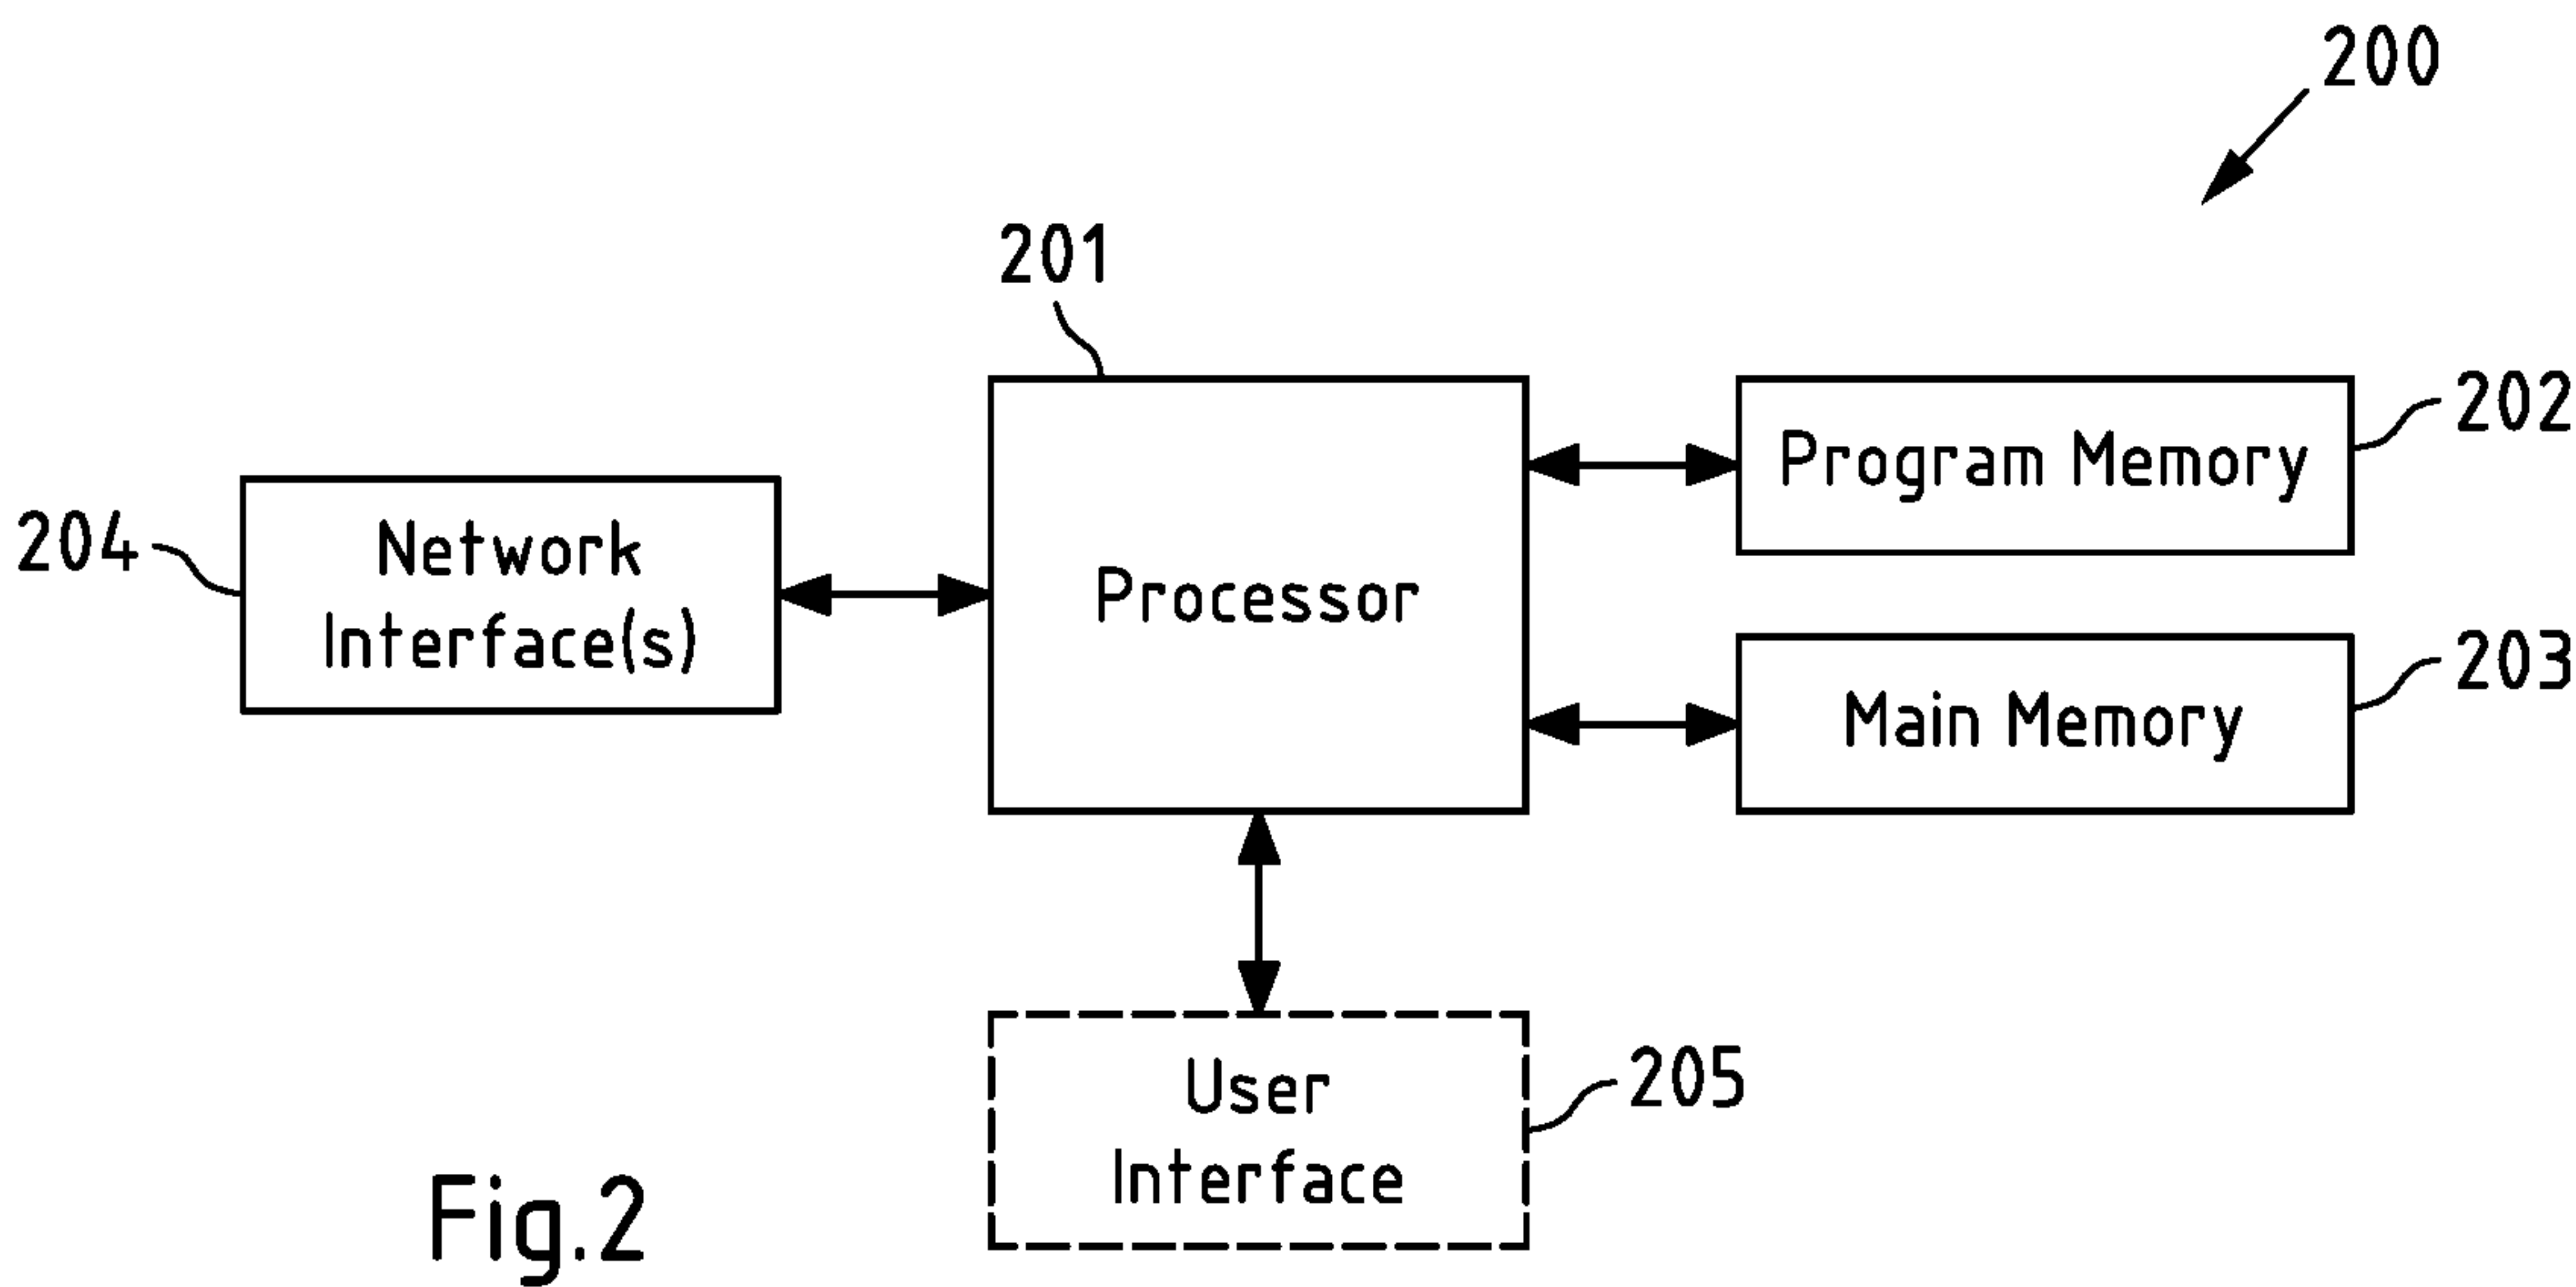 200
201
202
Program Memory
204
Network
Interface(s)
Processor
203
Main Memory
User
Interface
205
Fig.2